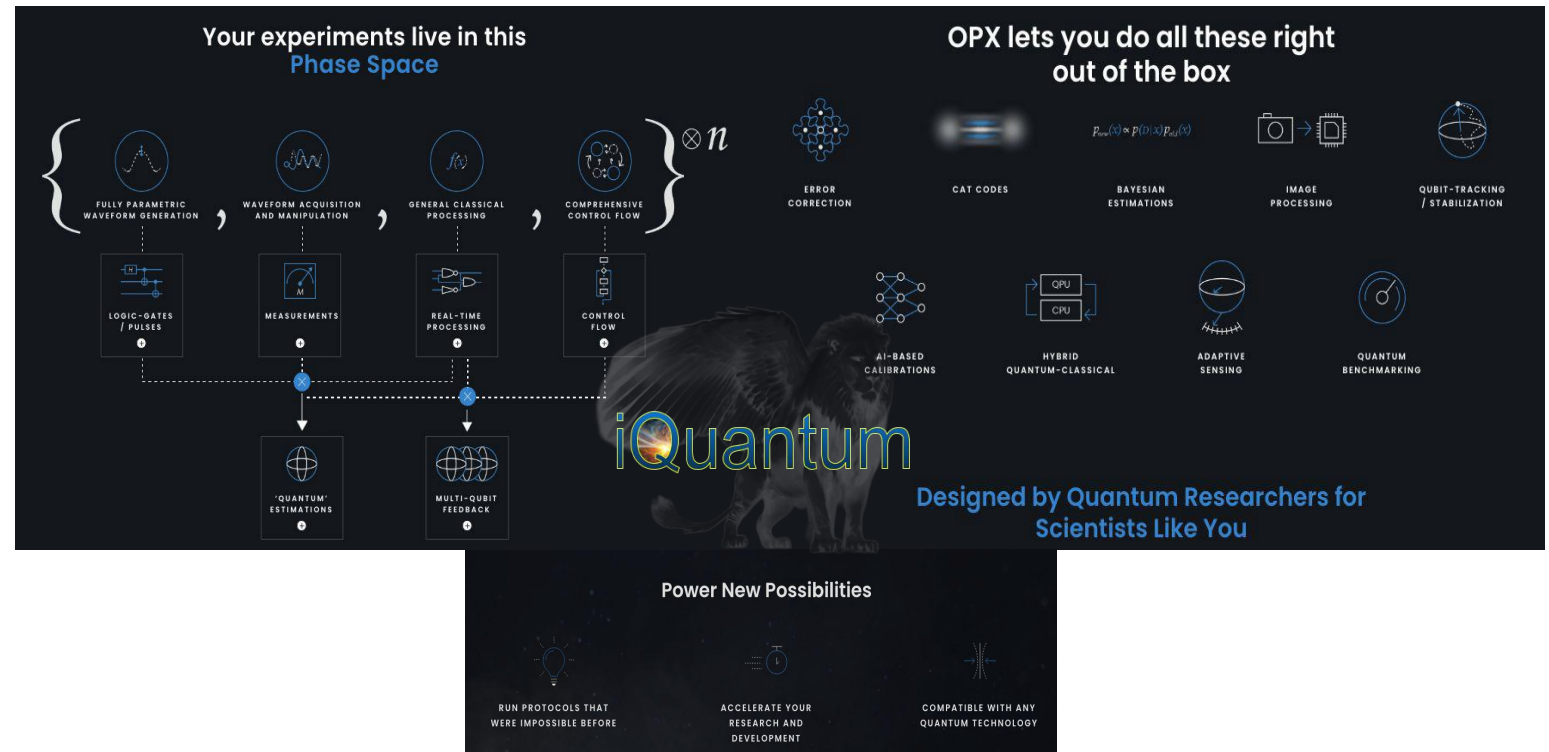 Your experiments live in this
Phase Space
{
FULLY PARAMETRIC
WAVEFORM GENERATION
,
WAVEFORM ACQUISITION
AND MANIPULATION
,
f(x)
GENERAL CLASSICAL
PROCESSING
,
COMPREHENSIVE
CONTROL FLOW
}⊗n
H
LOGIC-GATES
/ PULSES
M
MEASUREMENTS
REAL-TIME
PROCESSING
CONTROL
FLOW
'QUANTUM'
ESTIMATIONS
MULTI-QUBIT
FEEDBACK
OPX lets you do all these right
out of the box
ERROR
CORRECTION
CAT CODES
Pnew(x) ∝ p(D|x)Pold(x)
BAYESIAN
ESTIMATIONS
IMAGE
PROCESSING
QUBIT-TRACKING
/ STABILIZATION
AI-BASED
CALIBRATIONS
QPU
CPU
HYBRID
QUANTUM-CLASSICAL
ADAPTIVE
SENSING
QUANTUM
BENCHMARKING
iQuantum
Designed by Quantum Researchers for
Scientists Like You
Power New Possibilities
RUN PROTOCOLS THAT
WERE IMPOSSIBLE BEFORE
ACCELERATE YOUR
RESEARCH AND
DEVELOPMENT
COMPATIBLE WITH ANY
QUANTUM TECHNOLOGY